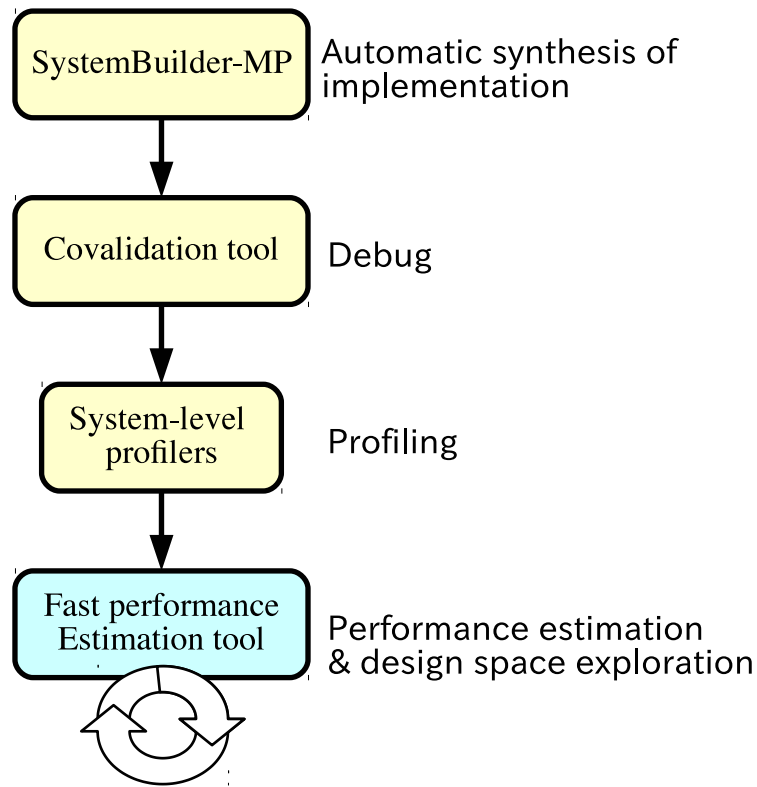 SystemBuilder-MP
Automatic synthesis of
implementation
Covalidation tool
Debug
System-level
profilers
Profiling
Fast performance
Estimation tool
Performance estimation
& design space exploration